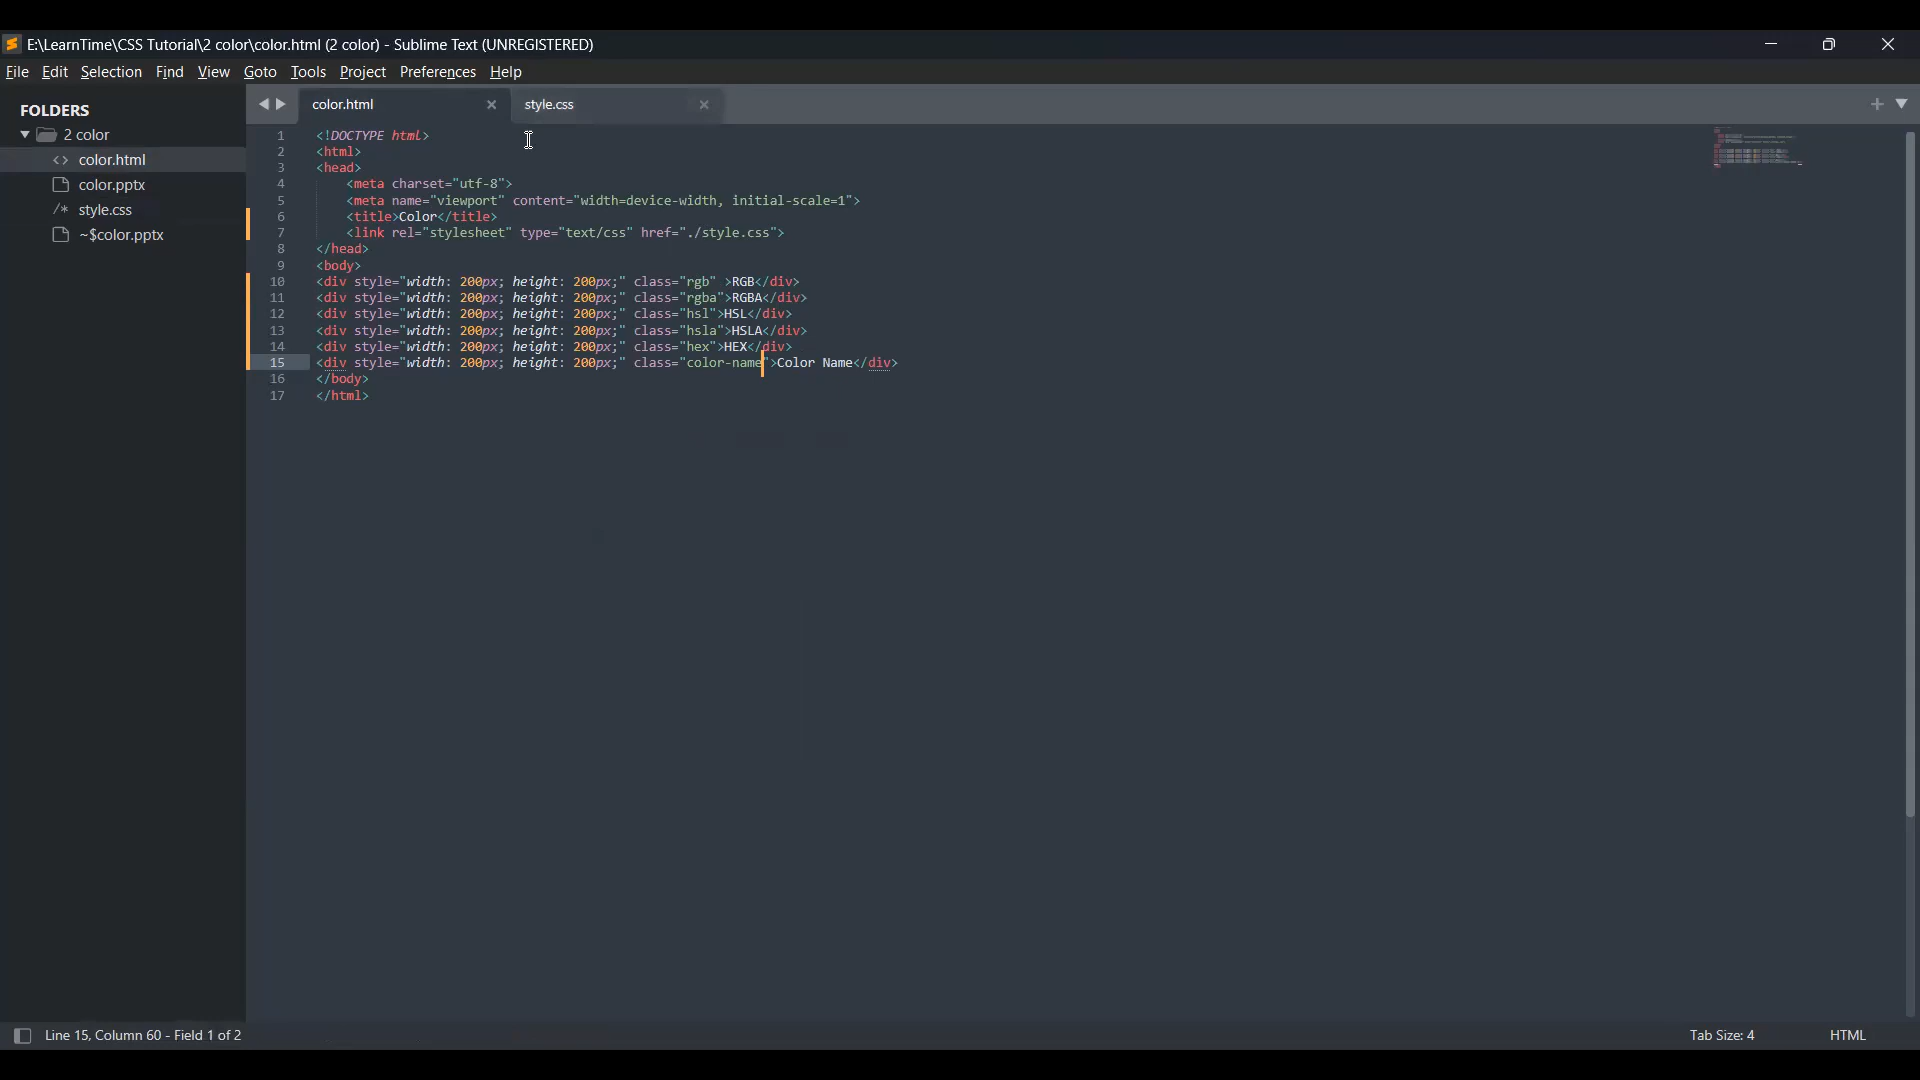 E:\LearnTime\CSS Tutorial\2 color\color.html (2 color) - Sublime Text (UNREGISTERED)
File Edit Selection Find View Goto Tools Project Preferences Help
FOLDERS
2 color
color.html
color.pptx
/* style.css
~$color.pptx
color.html style.css
1 <!DOCTYPE html>
2 <html>
3 <head>
4 <meta charset="utf-8">
5 <meta name="viewport" content="width=device-width, initial-scale=1">
6 <title>Color</title>
7 <link rel="stylesheet" type="text/css" href="./style.css">
8 </head>
9 <body>
10 <div style="width: 200px; height: 200px;" class="rgb" >RGB</div>
11 <div style="width: 200px; height: 200px;" class="rgba">RGBA</div>
12 <div style="width: 200px; height: 200px;" class="hsl">HSL</div>
13 <div style="width: 200px; height: 200px;" class="hsla">HSLA</div>
14 <div style="width: 200px; height: 200px;" class="hex">HEX</div>
15 <div style="width: 200px; height: 200px;" class="color-name">Color Name</div>
16 </body>
17 </html>
Line 15, Column 60 - Field 1 of 2 Tab Size: 4 HTML